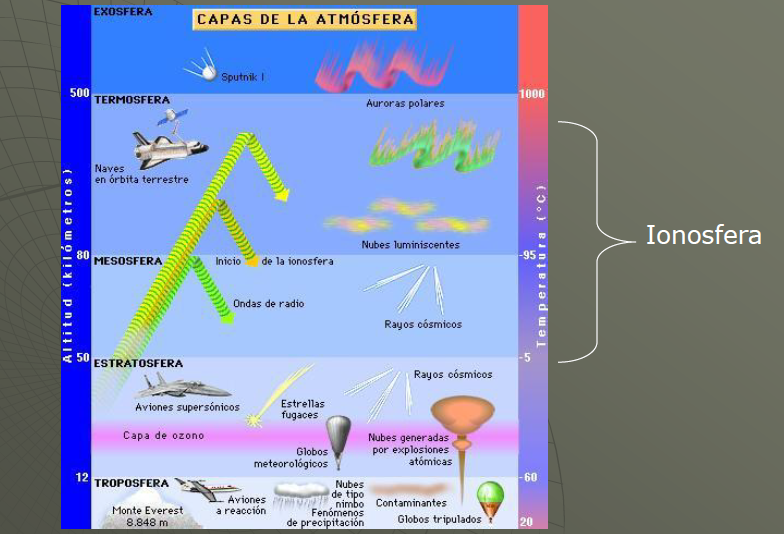 EXOSFERA
CAPAS DE LA ATMÓSFERA
Sputnik I
500
TERMOSFERA
Auroras polares
1000
Naves
en órbita terrestre
Nubes luminiscentes
Ionosfera
80
MESOSFERA
Inicio de la ionosfera
-95
Ondas de radio
Rayos cósmicos
Altitud (kilómetros)
Temperatura (°C)
50
ESTRATOSFERA
-5
Rayos cósmicos
Aviones supersónicos
Estrellas
fugaces
Capa de ozono
Globos
meteorológicos
Nubes generadas
por explosiones
atómicas
12
TROPOSFERA
-60
Monte Everest
8.848 m
Aviones
a reacción
Nubes
de tipo
nimbo
Fenómenos
de precipitación
Contaminantes
Globos tripulados
20